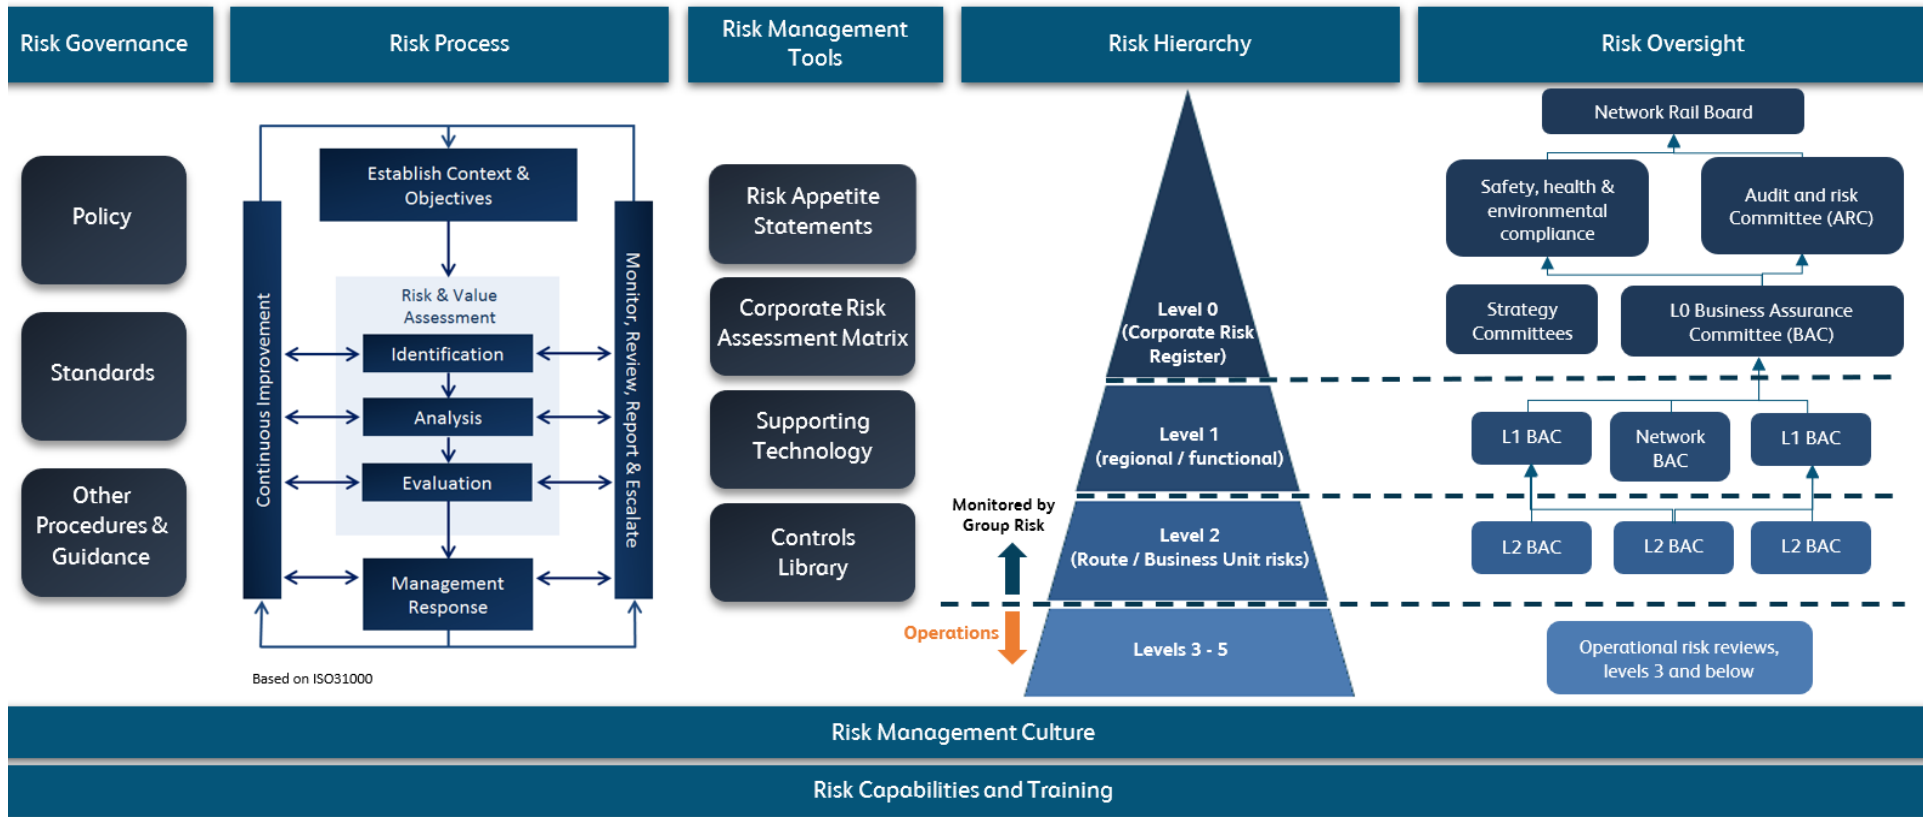 Risk Governance
Risk Process
Risk Management
Tools
Risk Hierarchy
Risk Oversight
Policy
Standards
Other
Procedures &
Guidance
Establish Context &
Objectives
Continuous Improvement
Risk & Value
Assessment
Identification
Analysis
Evaluation
Management
Response
Monitor, Review, Report & Escalate
Based on ISO31000
Risk Appetite
Statements
Corporate Risk
Assessment Matrix
Supporting
Technology
Controls
Library
Level 0
(Corporate Risk
Register)
Level 1
(regional / functional)
Monitored by
Group Risk
Level 2
(Route / Business Unit risks)
Operations
Levels 3 - 5
Network Rail Board
Safety, health &
environmental
compliance
Audit and risk
Committee (ARC)
Strategy
Committees
L0 Business Assurance
Committee (BAC)
L1 BAC
Network
BAC
L1 BAC
L2 BAC
L2 BAC
L2 BAC
Operational risk reviews,
levels 3 and below
Risk Management Culture
Risk Capabilities and Training